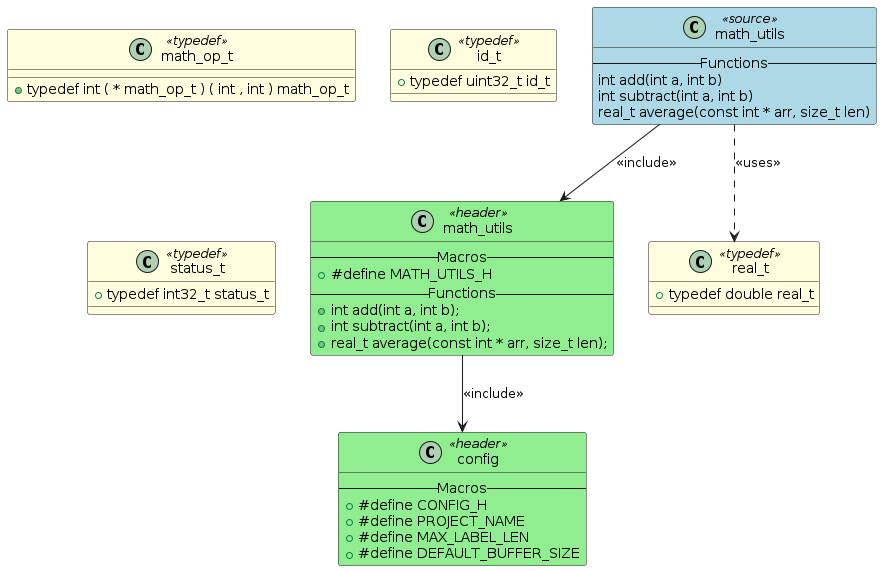 C «typedef»
math_op_t
typedef int ( * math_op_t ) ( int , int ) math_op_t
C «typedef»
id_t
typedef uint32_t id_t
C «source»
math_utils
Functions
int add(int a, int b)
int subtract(int a, int b)
real_t average(const int * arr, size_t len)
«include»
«uses»
C «typedef»
status_t
typedef int32_t status_t
C «header»
math_utils
Macros
#define MATH_UTILS_H
Functions
int add(int a, int b);
int subtract(int a, int b);
real_t average(const int * arr, size_t len);
C «typedef»
real_t
typedef double real_t
«include»
C «header»
config
Macros
#define CONFIG_H
#define PROJECT_NAME
#define MAX_LABEL_LEN
#define DEFAULT_BUFFER_SIZE